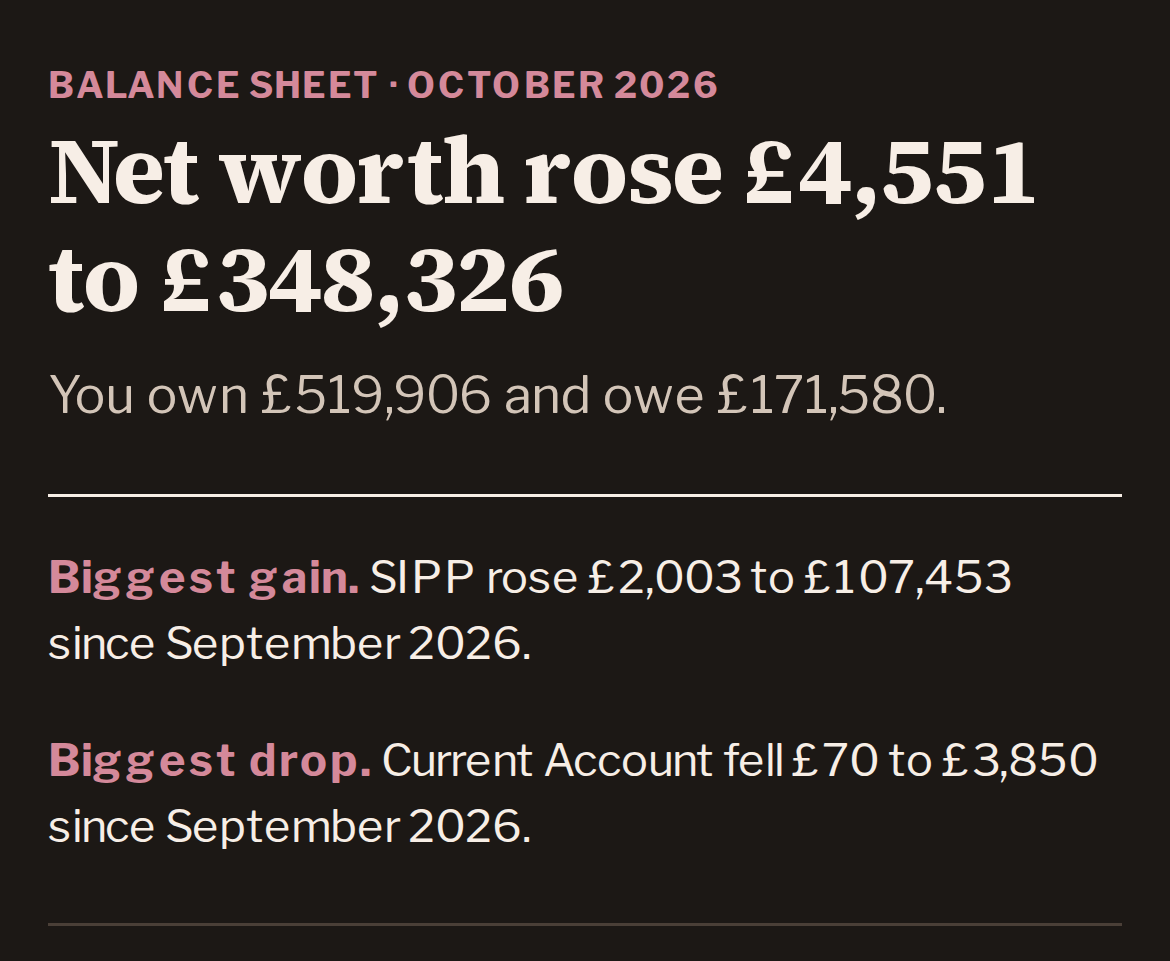 BALANCE SHEET · OCTOBER 2026
Net worth rose £4,551
to £348,326
You own £519,906 and owe £171,580.
Biggest gain. SIPP rose £2,003 to £107,453
since September 2026.
Biggest drop. Current Account fell £70 to £3,850
since September 2026.